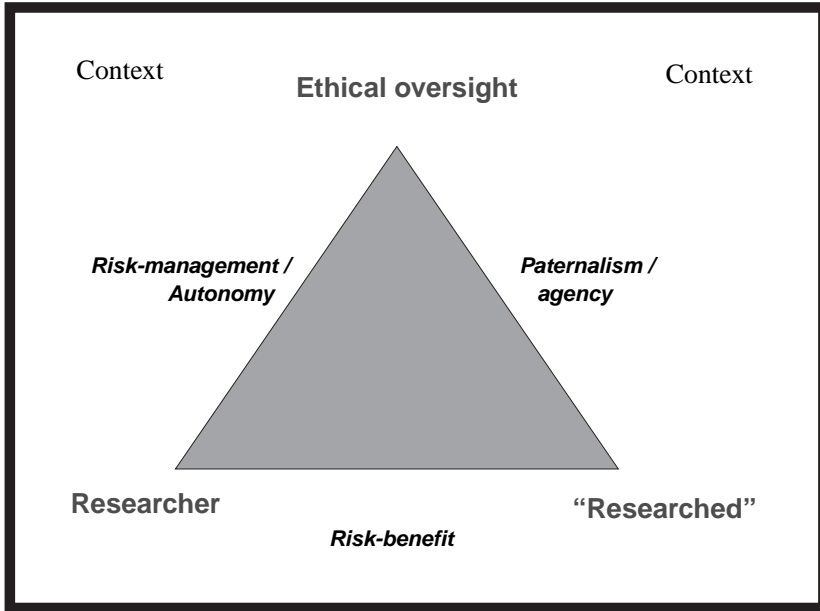 Context
Context
Ethical oversight
Risk-management /
Autonomy
Paternalism /
agency
Researcher
“Researched”
Risk-benefit